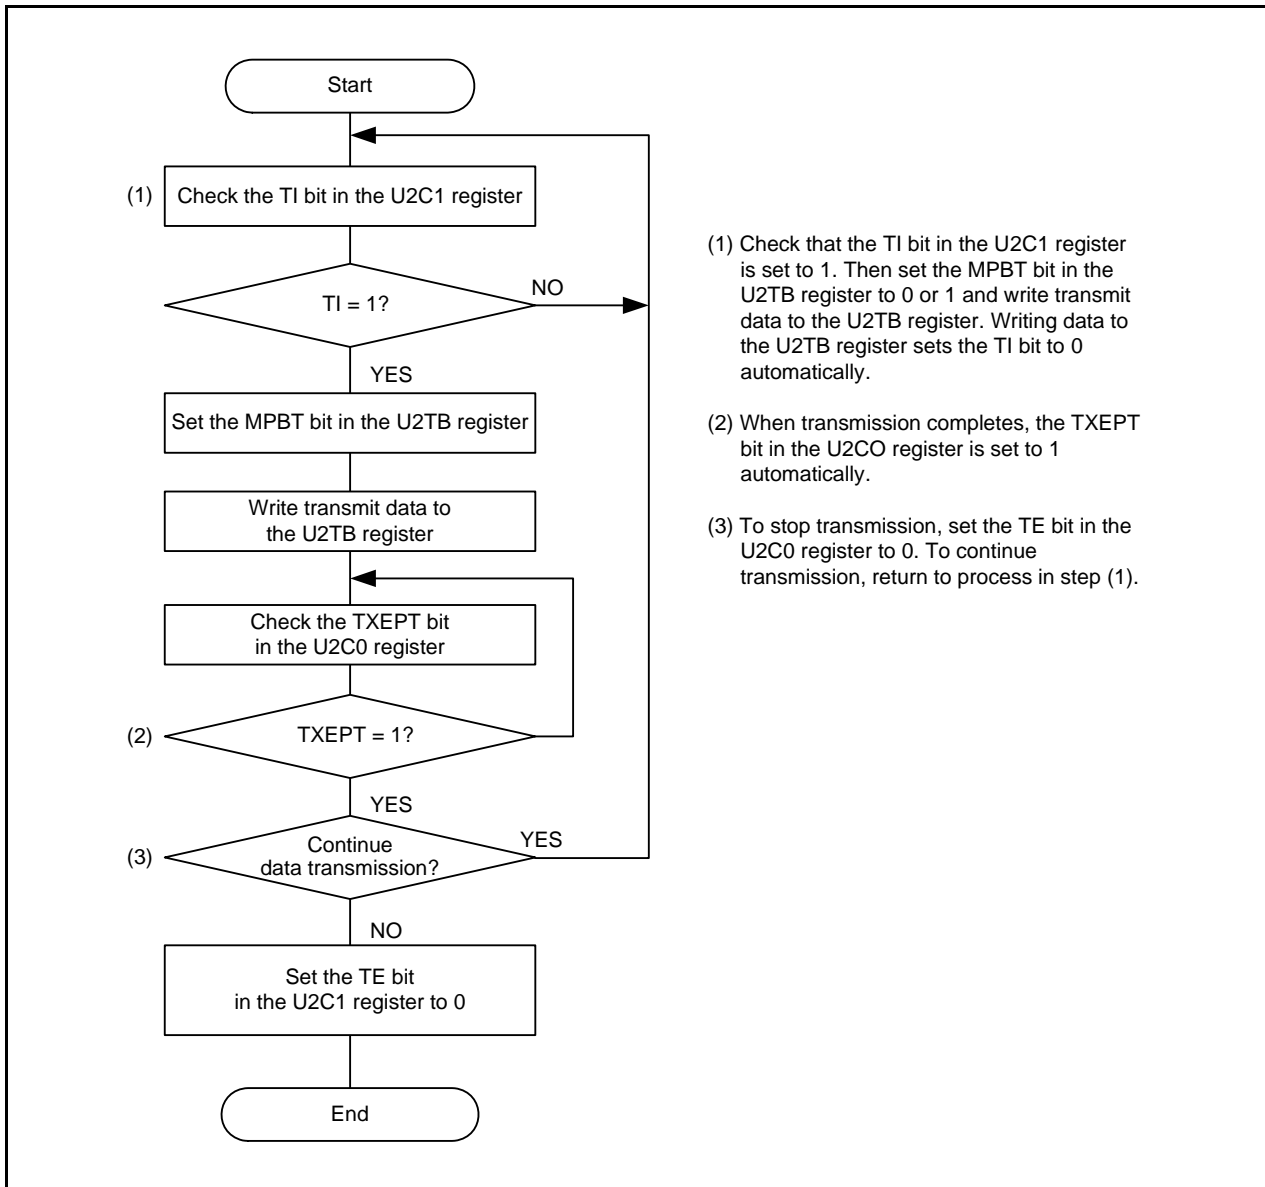 Start
(1)
Check the TI bit in the U2C1 register
TI = 1?
NO
YES
Set the MPBT bit in the U2TB register
Write transmit data to
the U2TB register
Check the TXEPT bit
in the U2C0 register
(2)
TXEPT = 1?
YES
(3)
Continue
data transmission?
YES
NO
Set the TE bit
in the U2C1 register to 0
End
(1) Check that the TI bit in the U2C1 register
is set to 1. Then set the MPBT bit in the
U2TB register to 0 or 1 and write transmit
data to the U2TB register. Writing data to
the U2TB register sets the TI bit to 0
automatically.
(2) When transmission completes, the TXEPT
bit in the U2CO register is set to 1
automatically.
(3) To stop transmission, set the TE bit in the
U2C0 register to 0. To continue
transmission, return to process in step (1).